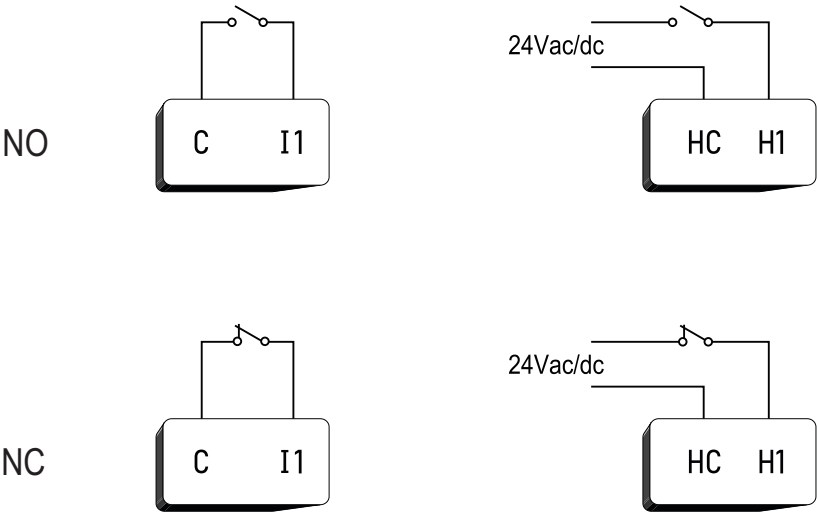 24Vac/dc
NO
C I1
HC H1
24Vac/dc
NC
C I1
HC H1